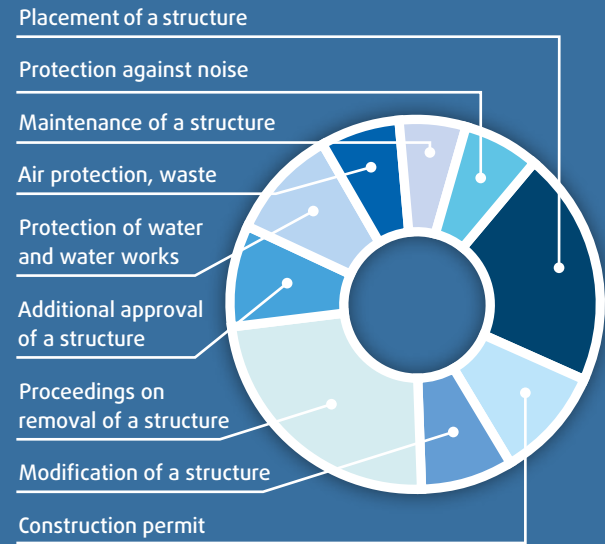 Placement of a structure
Protection against noise
Maintenance of a structure
Air protection, waste
Protection of water
and water works
Additional approval
of a structure
Proceedings on
removal of a structure
Modification of a structure
Construction permit